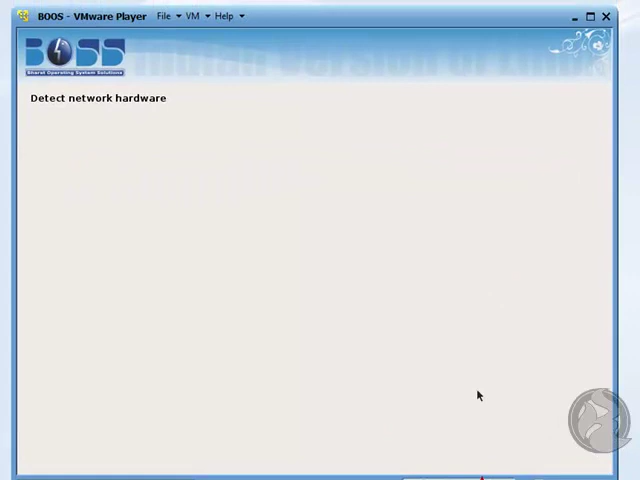 BOOS - VMware Player File VM Help
BOSS
Bharat Operating System Solutions
Detect network hardware